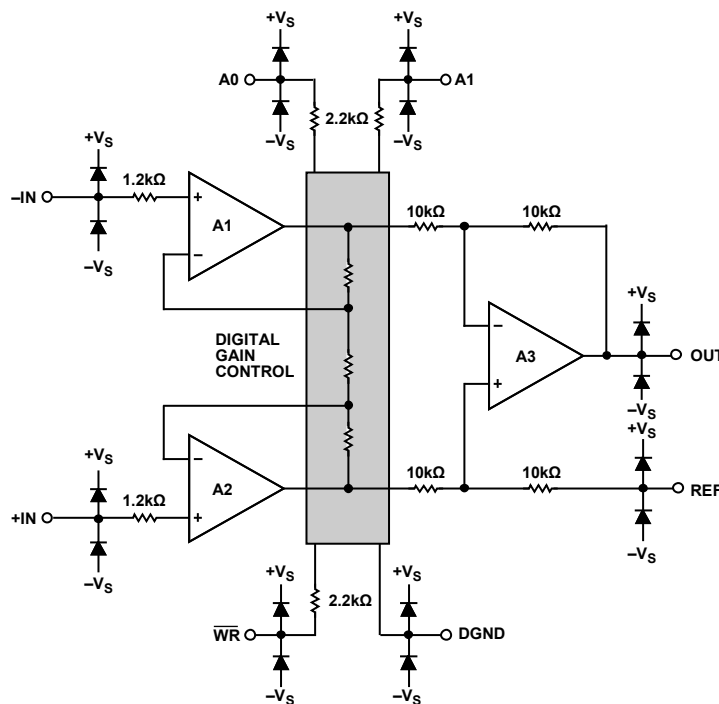 +VS +VS
A0 A1
2.2kΩ
–VS –VS
+VS
1.2kΩ
–IN
+
A1
–
–VS
10kΩ 10kΩ
DIGITAL
GAIN
CONTROL
–
A3
+
+VS
OUT
–VS
+VS
–
A2
+
+VS
1.2kΩ
+IN
–VS
10kΩ 10kΩ
REF
–VS
+VS +VS
2.2kΩ
WR DGND
–VS –VS